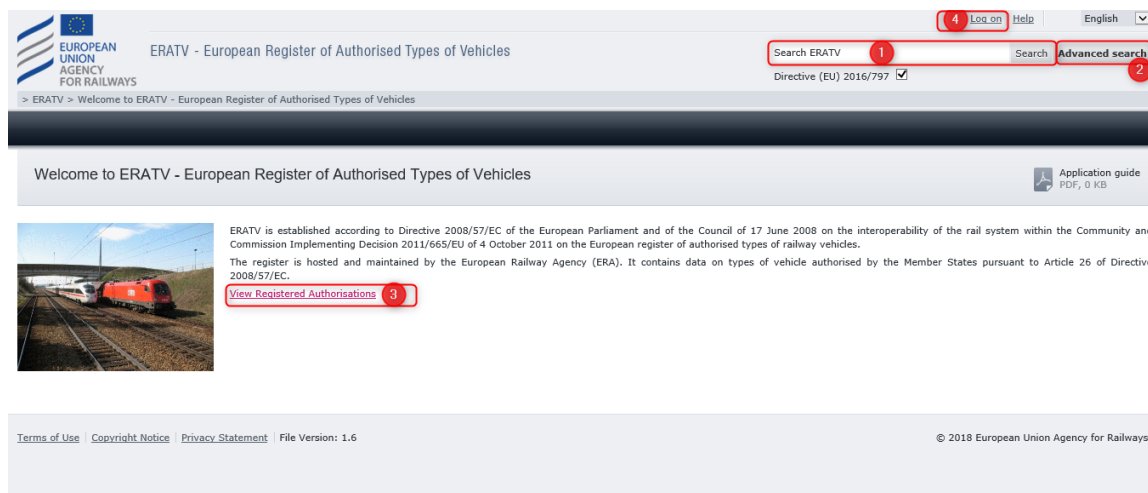 4 Log on Help English
EUROPEAN
UNION
AGENCY
FOR RAILWAYS
ERATV - European Register of Authorised Types of Vehicles
Search ERATV 1 Search Advanced search
2
Directive (EU) 2016/797
> ERATV > Welcome to ERATV - European Register of Authorised Types of Vehicles
Welcome to ERATV - European Register of Authorised Types of Vehicles
Application guide
PDF, 0 KB
ERATV is established according to Directive 2008/57/EC of the European Parliament and of the Council of 17 June 2008 on the interoperability of the rail system within the Community and
Commission Implementing Decision 2011/665/EU of 4 October 2011 on the European register of authorised types of railway vehicles.
The register is hosted and maintained by the European Railway Agency (ERA). It contains data on types of vehicle authorised by the Member States pursuant to Article 26 of Directive
2008/57/EC.
View Registered Authorisations 3
Terms of Use Copyright Notice Privacy Statement File Version: 1.6
© 2018 European Union Agency for Railways